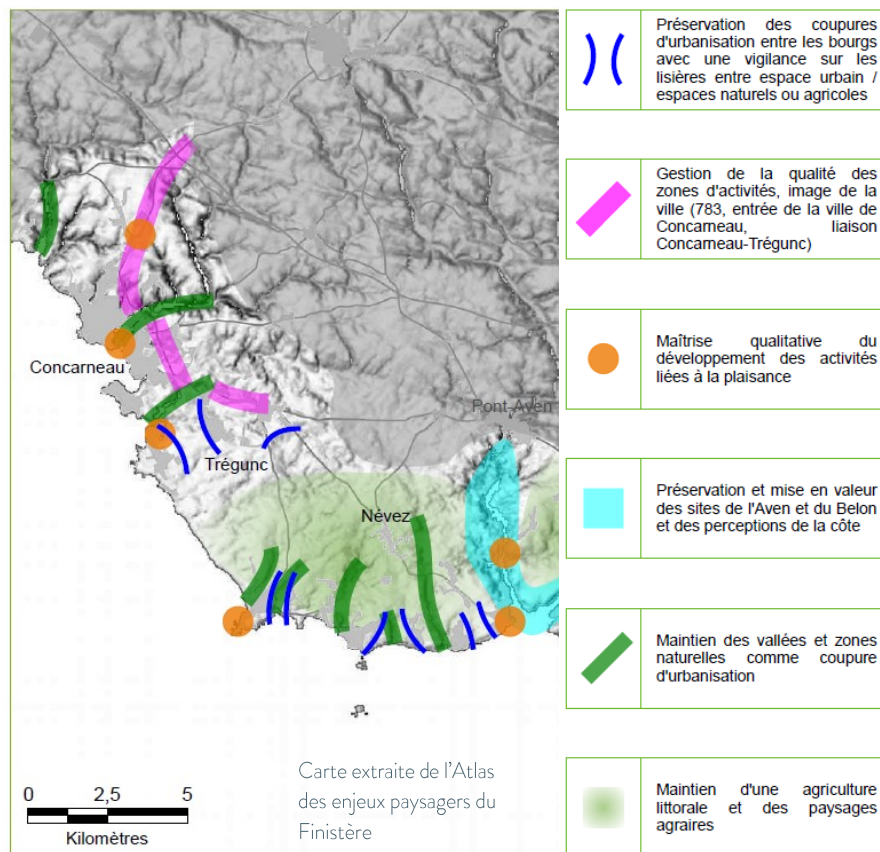 Concarneau
Pont-Aven
Trégunc
Névez
0 2,5 5
Kilomètres
Carte extraite de l'Atlas
des enjeux paysagers du
Finistère
Préservation des coupures
d'urbanisation entre les bourgs
avec une vigilance sur les
lisières entre espace urbain /
espaces naturels ou agricoles
Gestion de la qualité des
zones d'activités, image de la
ville (783, entrée de la ville de
Concarneau, liaison
Concarneau-Trégunc)
Maîtrise qualitative du
développement des activités
liées à la plaisance
Préservation et mise en valeur
des sites de l'Aven et du Belon
et des perceptions de la côte
Maintien des vallées et zones
naturelles comme coupure
d'urbanisation
Maintien d'une agriculture
littorale et des paysages
agraires